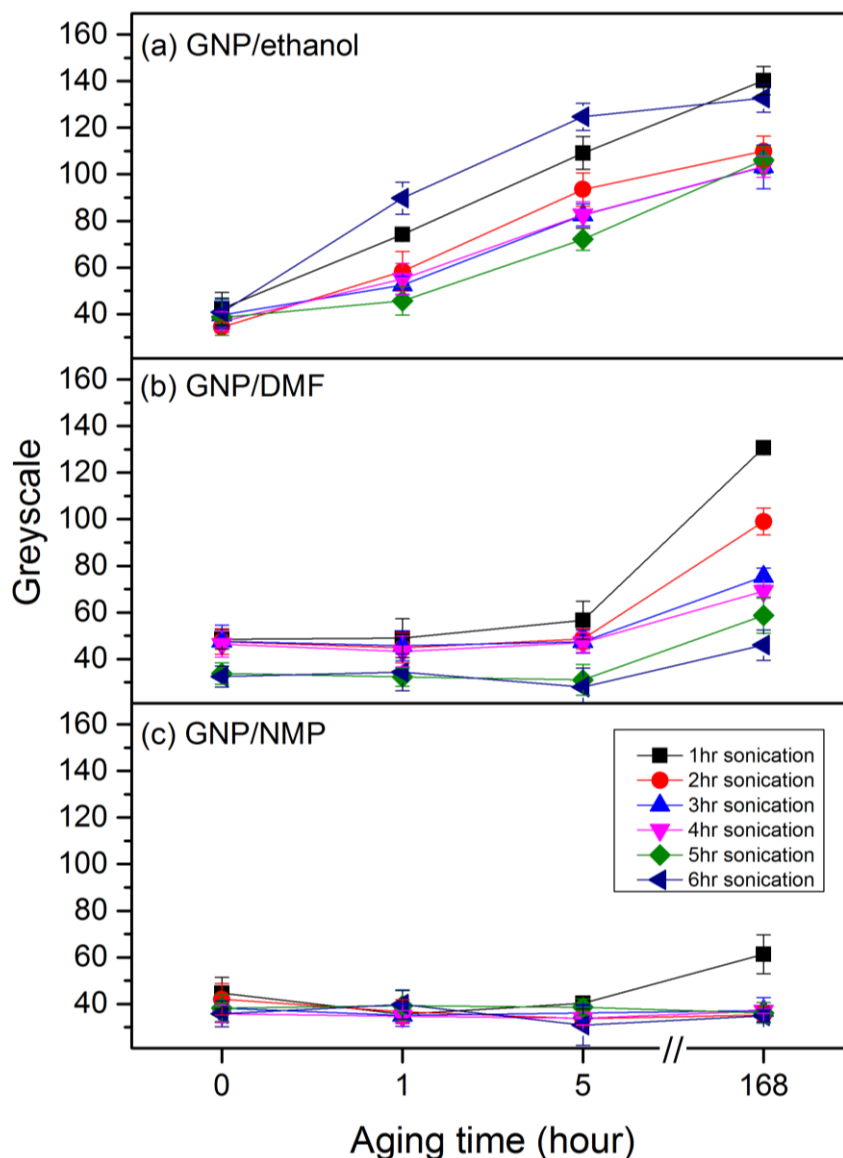 (a) GNP/ethanol
160
140
120
100
80
60
40
(b) GNP/DMF
160
140
120
100
80
60
40
(c) GNP/NMP
160
140
120
100
80
60
40
Greyscale
1hr sonication
2hr sonication
3hr sonication
4hr sonication
5hr sonication
6hr sonication
0 1 5 // 168
Aging time (hour)